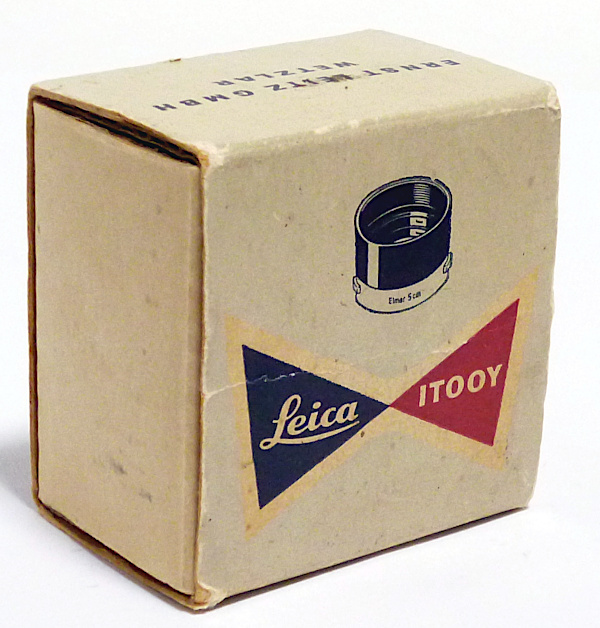 ERNST LEITZ GMBH
WETZLAR
Elmar 5 cm
Leica
ITOOY